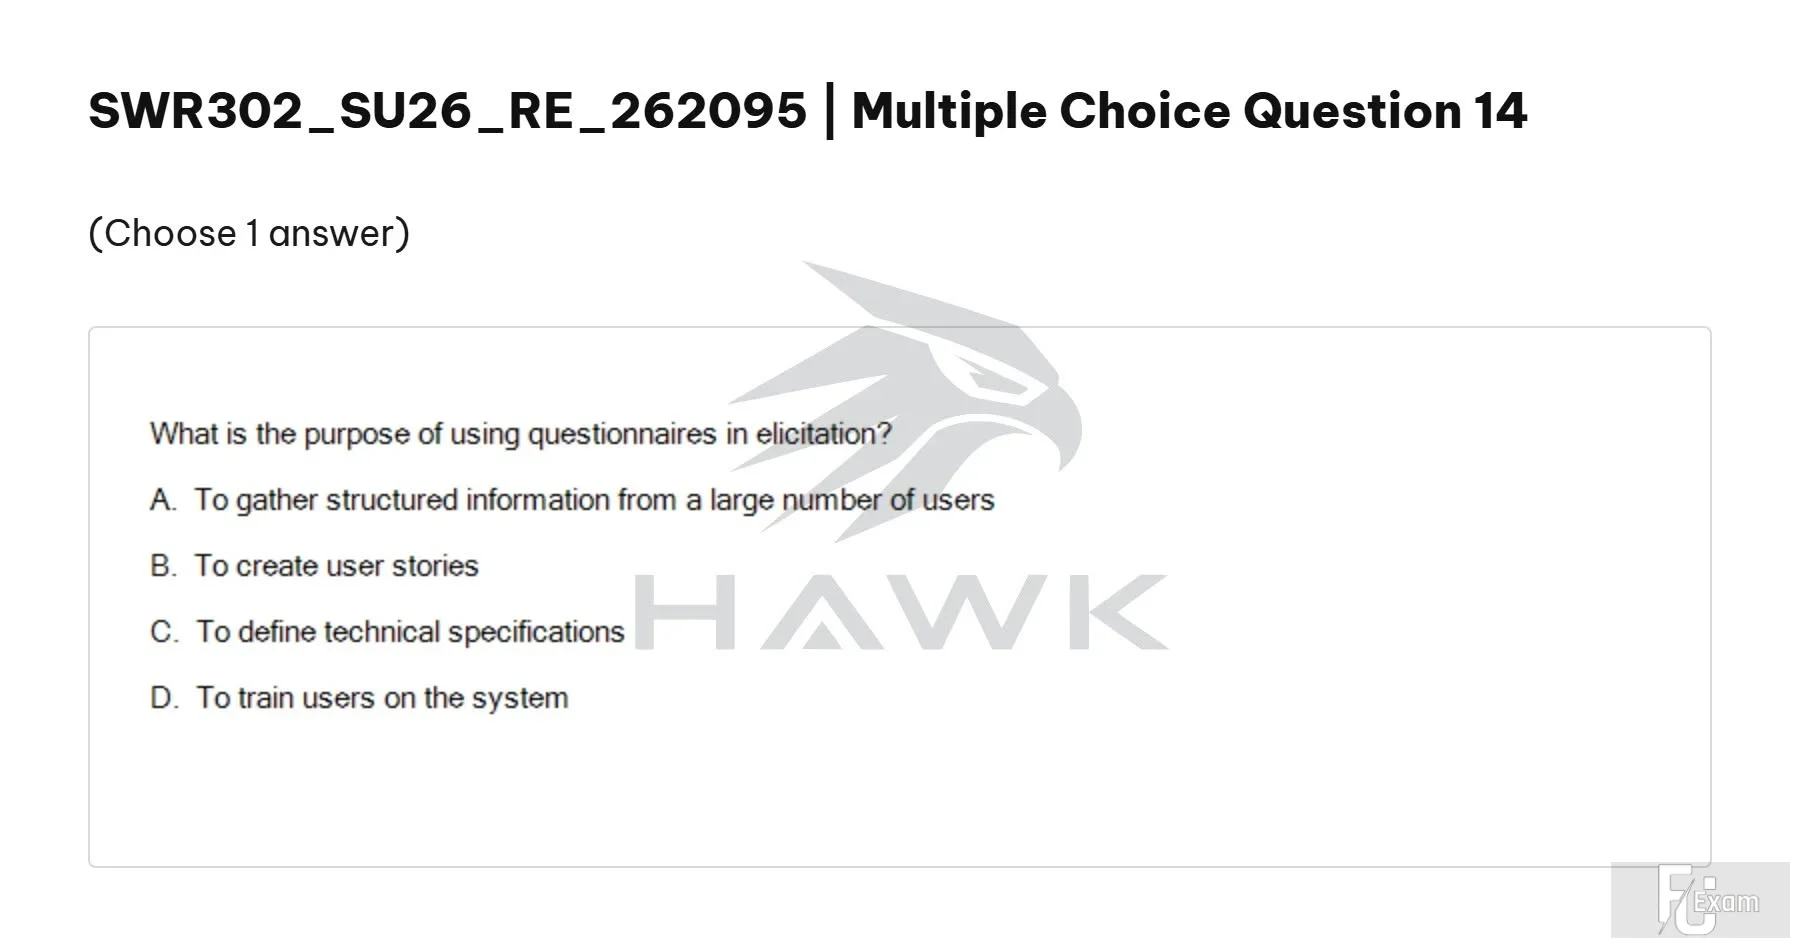 SWR302_SU26_RE_262095 | Multiple Choice Question 14
(Choose 1 answer)
What is the purpose of using questionnaires in elicitation?
A. To gather structured information from a large number of users
B. To create user stories
C. To define technical specifications
D. To train users on the system
HAWK
FU Exam